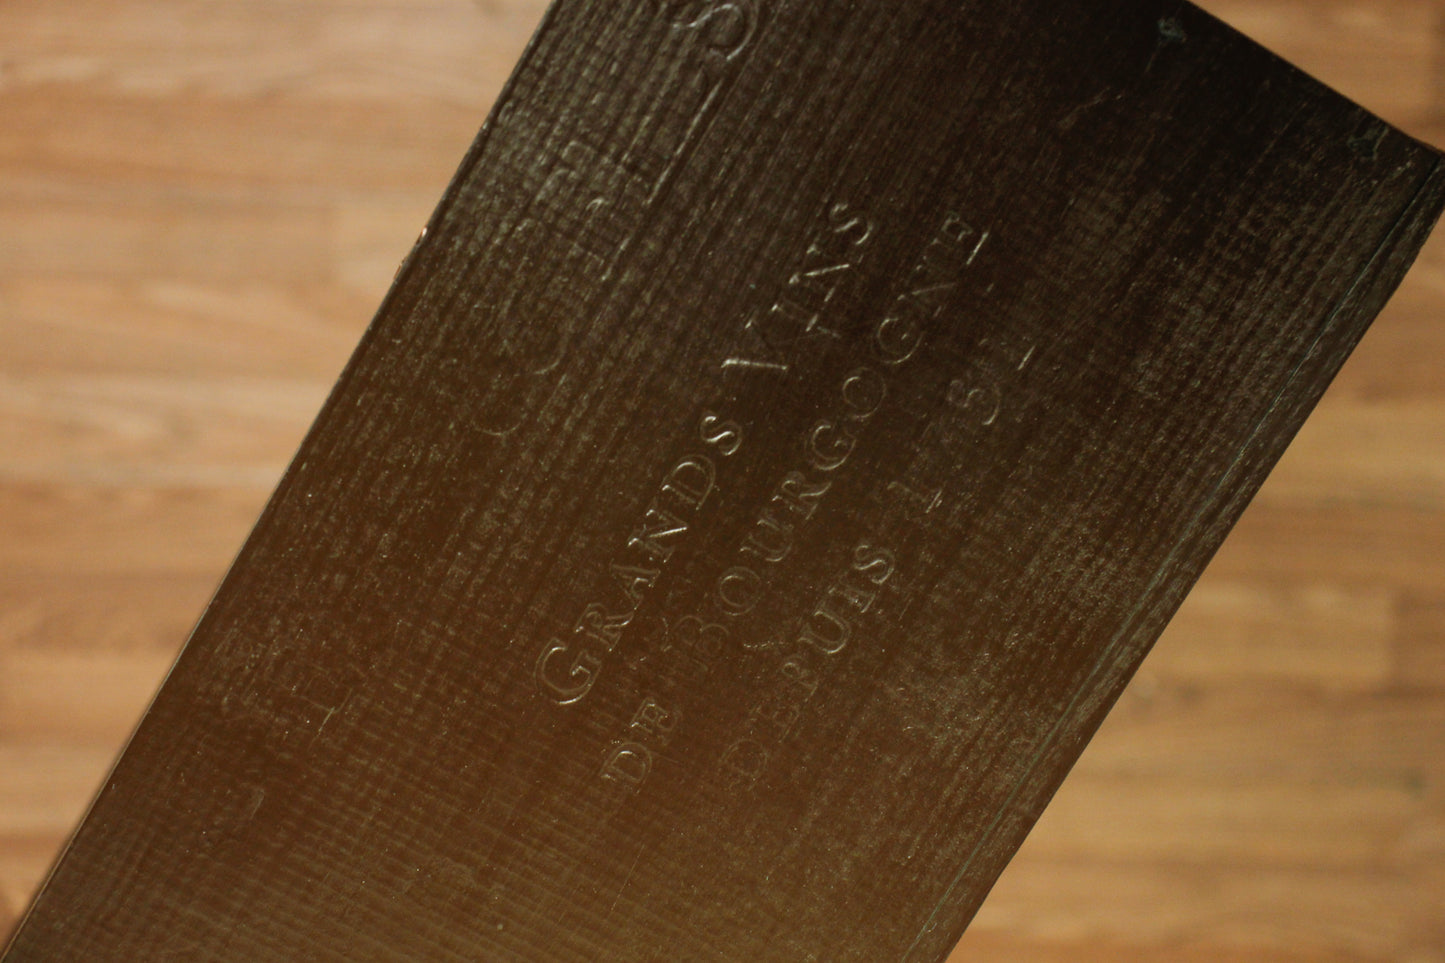 GRANDS VINS
DE BOURGOGNE
DEPUIS 1731